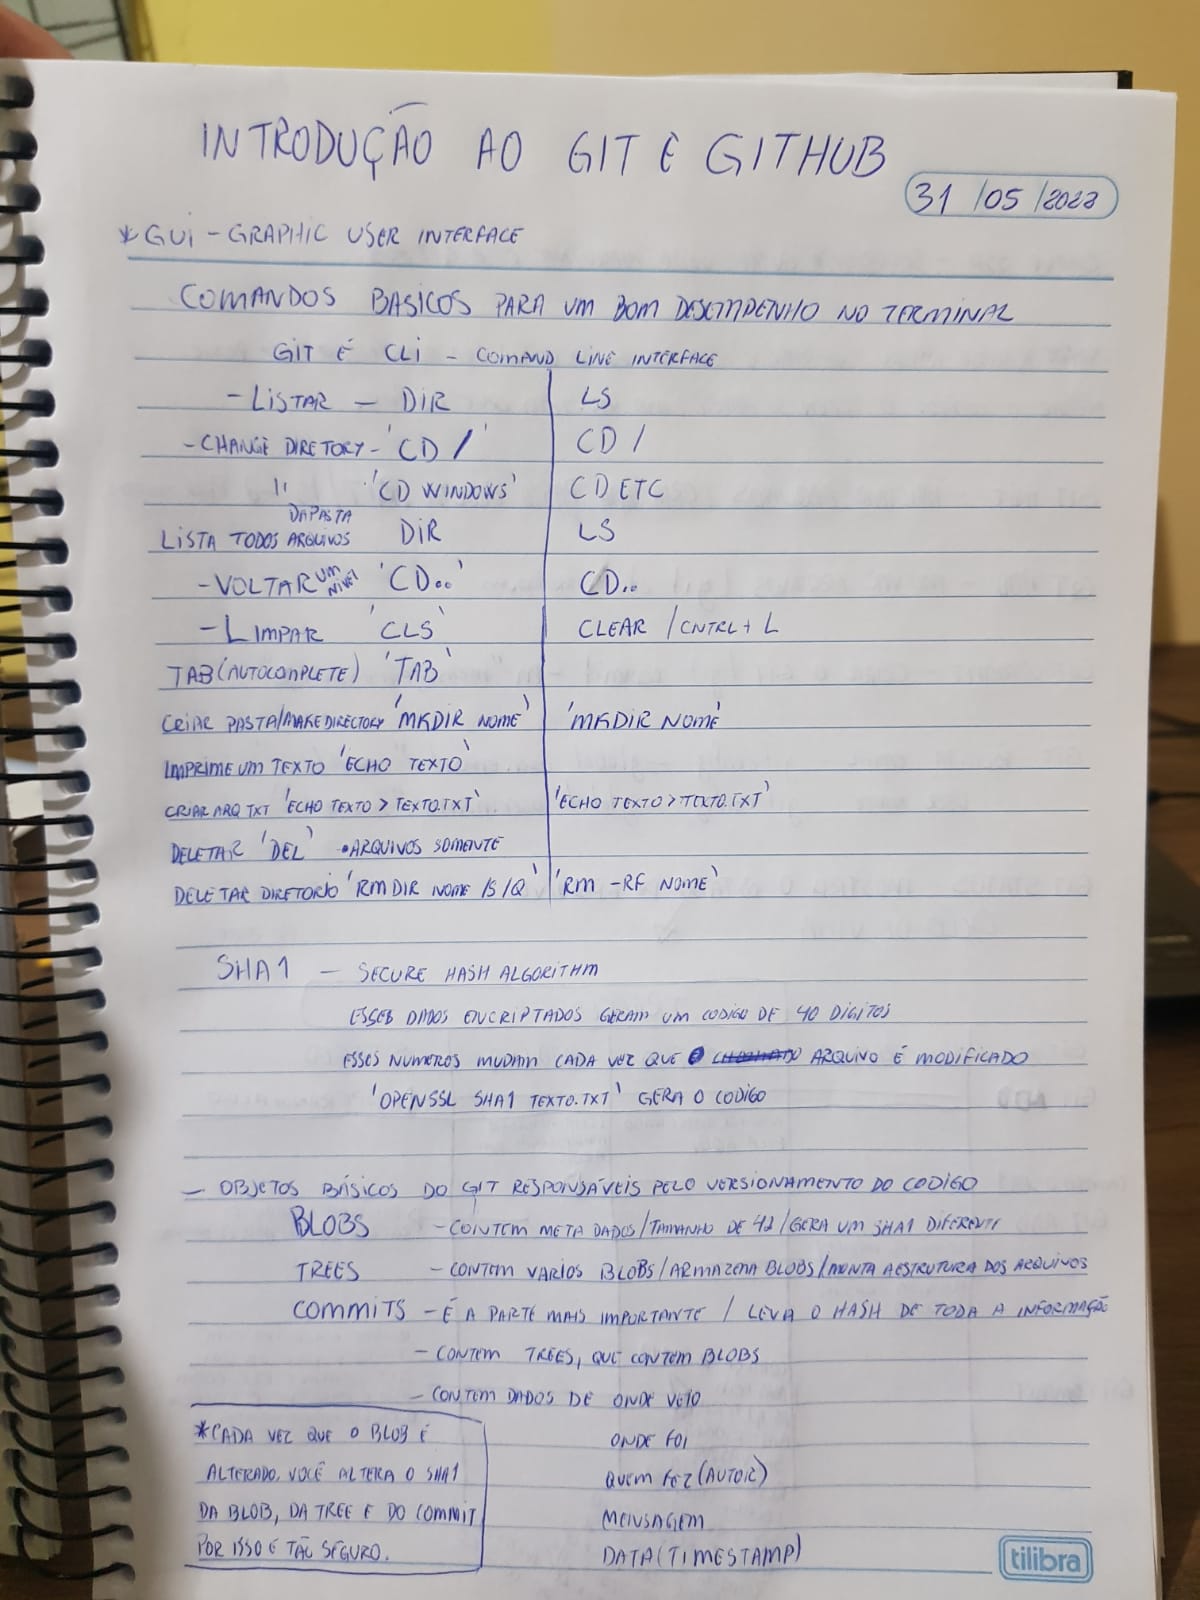 INTRODUÇÃO AO GIT E GITHUB
31/05/2022
*GUI - GRAPHIC USER INTERFACE
COMANDOS BASICOS PARA UM BOM DESEMPENHO NO TERMINAL
GIT É CLI - COMAND LINE INTERFACE
- LISTAR - DIR LS
- CHANGE DIRETORY - 'CD /' CD /
" 'CD WINDOWS' CD ETC
DA PASTA
LISTA TODOS ARQUIVOS DIR LS
- VOLTAR UM NIVEL 'CD..' CD..
- LIMPAR 'CLS' CLEAR / CNTRL + L
TAB (AUTOCOMPLETE) 'TAB'
CRIAR PASTA/MAKE DIRECTORY 'MKDIR NOME' 'MKDIR NOME'
IMPRIME UM TEXTO 'ECHO TEXTO'
CRIAR ARQ TXT 'ECHO TEXTO > TEXTO.TXT' 'ECHO TEXTO > TEXTO.TXT'
DELETAR 'DEL' • ARQUIVOS SOMENTE
DELETAR DIRETORIO 'RMDIR NOME /S /Q' 'RM -RF NOME'
SHA1 - SECURE HASH ALGORITHM
ESSES DADOS ENCRIPTADOS GERAM UM CODIGO DE 40 DIGITOS
ESSES NUMEROS MUDAM CADA VEZ QUE O ARQUIVO É MODIFICADO
'OPENSSL SHA1 TEXTO.TXT' GERA O CODIGO
- OBJETOS BÁSICOS DO GIT RESPONSÁVEIS PELO VERSIONAMENTO DO CODIGO
BLOBS - CONTEM META DADOS/TAMANHO DE 42/GERA UM SHA1 DIFERENTE
TREES - CONTEM VARIOS BLOBS/ARMAZENA BLOBS/MONTA A ESTRUTURA DOS ARQUIVOS
COMMITS - É A PARTE MAIS IMPORTANTE / LEVA O HASH DE TODA A INFORMAÇÃO
- CONTEM TREES, QUE CONTEM BLOBS
- CONTEM DADOS DE ONDE VEIO
ONDE FOI
QUEM FEZ (AUTOR)
MENSAGEM
DATA (TIMESTAMP)
*CADA VEZ QUE O BLOB É
ALTERADO, VOCÊ ALTERA O SHA1
DA BLOB, DA TREE E DO COMMIT
POR ISSO É TÃO SEGURO.
tilibra